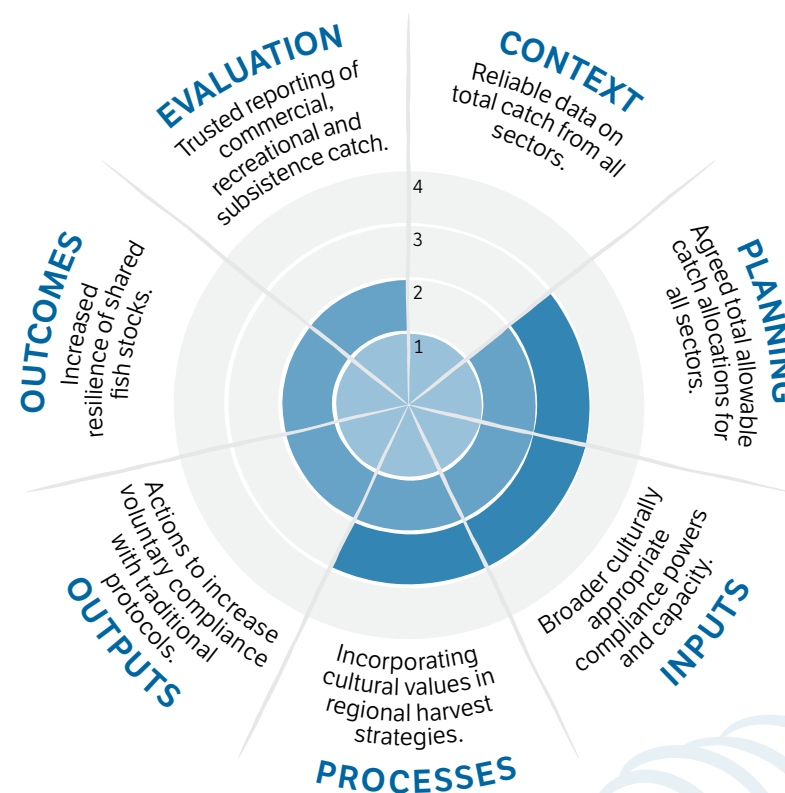 CONTEXT
Reliable data on
total catch from all
sectors.
PLANNING
Agreed total allowable
catch allocations for
all sectors.
INPUTS
Broader culturally
appropriate
compliance powers
and capacity.
PROCESSES
Incorporating
cultural values in
regional harvest
strategies.
OUTPUTS
Actions to increase
voluntary compliance
with traditional
protocols.
OUTCOMES
Increased
resilience of shared
fish stocks.
EVALUATION
Trusted reporting of
commercial,
recreational and
subsistence catch.
4
3
2
1